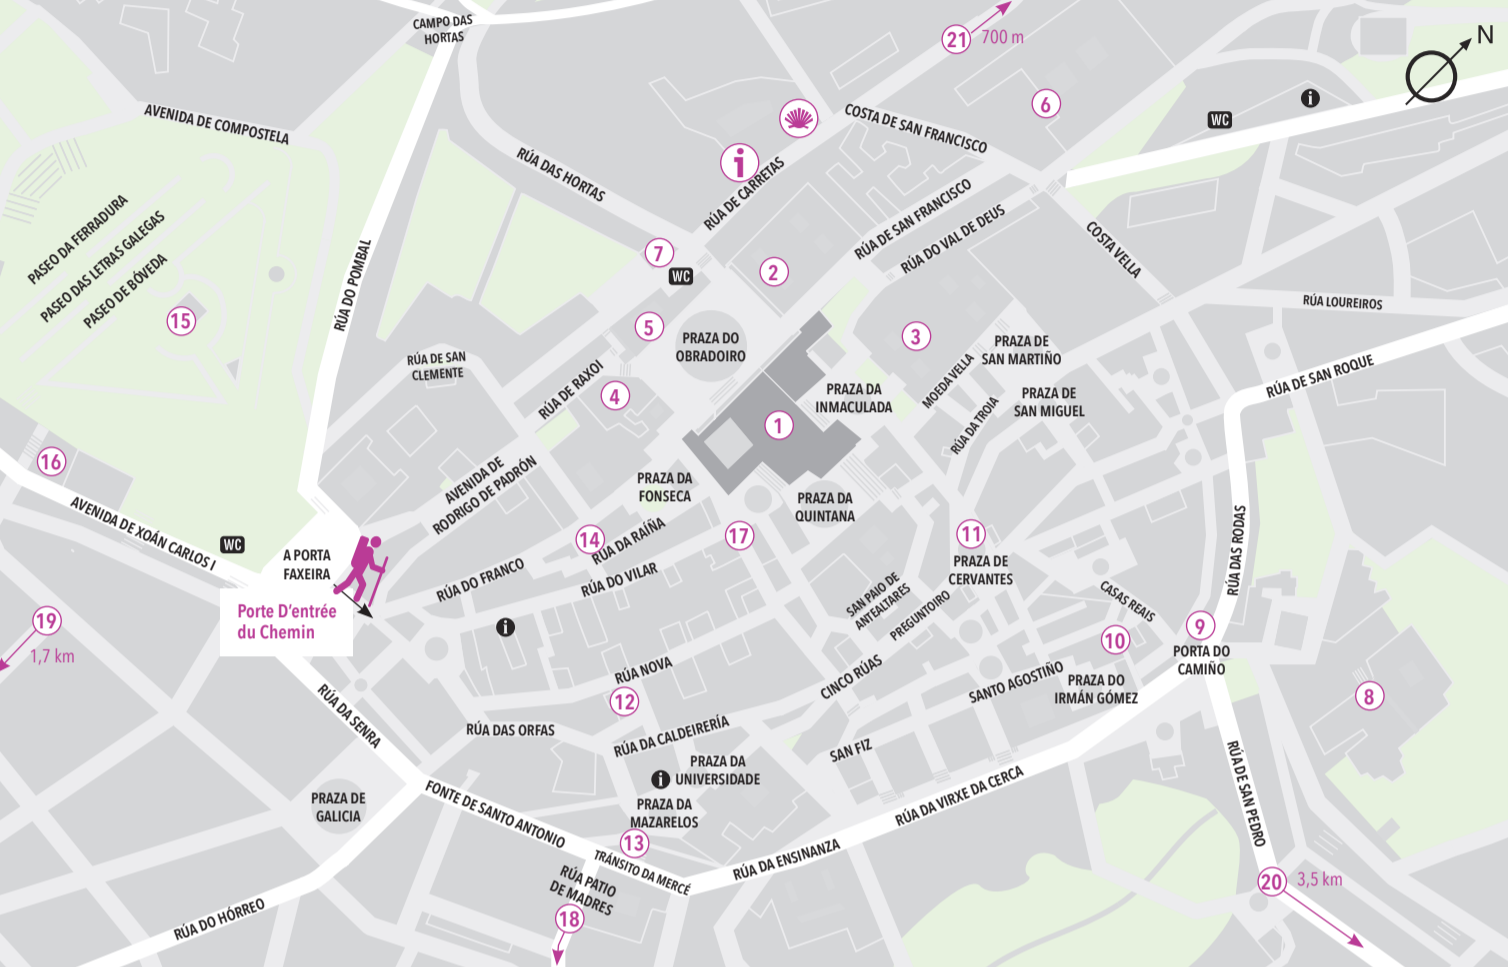 CAMPO DAS
HORTAS
21
700 m
N
6
i
WC
AVENIDA DE COMPOSTELA
COSTA DE SAN FRANCISCO
i
RÚA DAS HORTAS
RÚA DE CARRETAS
RÚA DE SAN FRANCISCO
RÚA DO VAL DE DEUS
COSTA VELLA
PASEO DA FERRADURA
PASEO DAS LETRAS GALEGAS
PASEO DE BÓVEDA
15
RÚA DO POMBAL
7
WC
2
5
PRAZA DO
OBRADOIRO
3
RÚA LOUREIROS
PRAZA DE
SAN MARTIÑO
MOEDA VELLA
RÚA DE SAN
CLEMENTE
RÚA DE RAXOI
4
PRAZA DA
INMACULADA
PRAZA DE
SAN MIGUEL
RÚA DA TROIA
RÚA DE SAN ROQUE
1
16
AVENIDA DE
RODRIGO DE PADRÓN
PRAZA DA
FONSECA
PRAZA DA
QUINTANA
AVENIDA DE XOÁN CARLOS I
WC
A PORTA
FAXEIRA
Porte D'entrée
du Chemin
14
RÚA DA RAÍÑA
17
11
PRAZA DE
CERVANTES
RÚA DAS RODAS
RÚA DO FRANCO
RÚA DO VILAR
SAN PAIO DE
ANTEALTARES
PREGUNTOIRO
CASAS REAIS
19
1,7 km
i
10
9
PORTA DO
CAMIÑO
RÚA NOVA
12
CINCO RÚAS
SANTO AGOSTIÑO
PRAZA DO
IRMÁN GÓMEZ
8
RÚA DA SENRA
RÚA DAS ORFAS
RÚA DA CALDEIRERÍA
SAN FIZ
i
PRAZA DA
UNIVERSIDADE
RÚA DE SAN PEDRO
PRAZA DE
GALICIA
FONTE DE SANTO ANTONIO
PRAZA DA
MAZARELOS
13
RÚA DA VIRXE DA CERCA
TRÁNSITO DA MERCÉ
RÚA DA ENSINANZA
RÚA PATIO
DE MADRES
18
20
3,5 km
RÚA DO HÓRREO